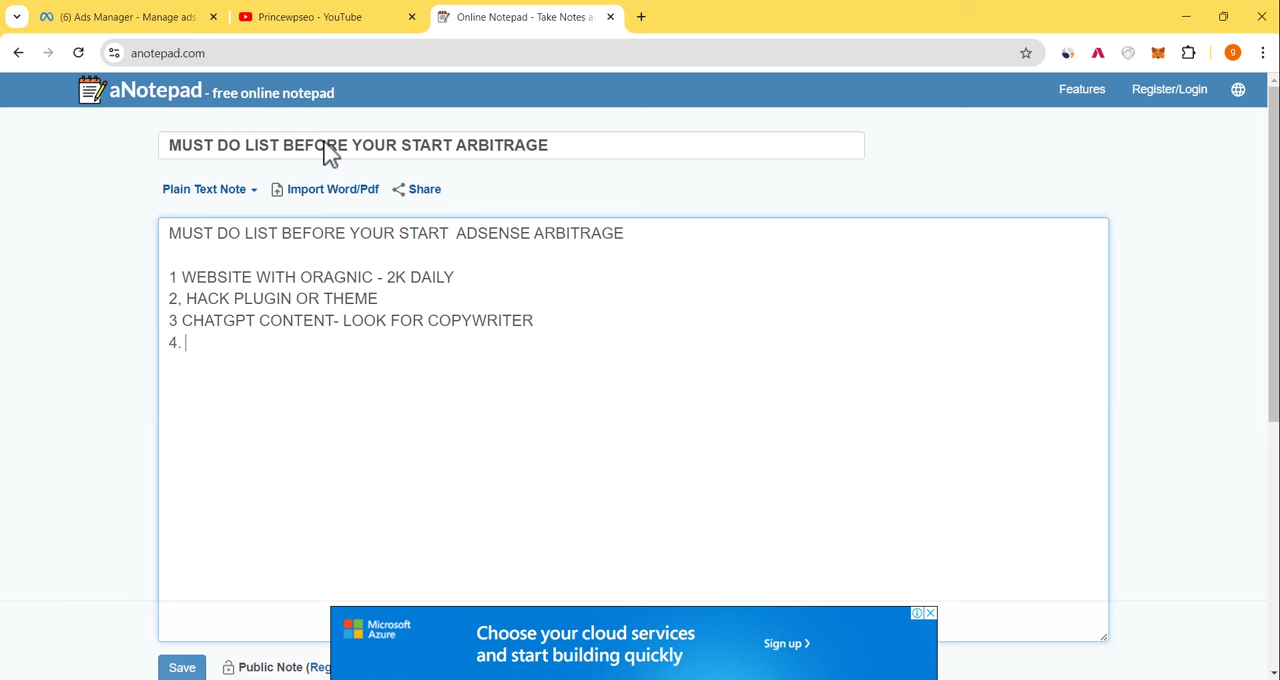 (6) Ads Manager - Manage ads
Princewpseo - YouTube
Online Notepad - Take Notes a
anotepad.com
g
aNotepad - free online notepad
Features
Register/Login
MUST DO LIST BEFORE YOUR START ARBITRAGE
Plain Text Note
Import Word/Pdf
Share
MUST DO LIST BEFORE YOUR START ADSENSE ARBITRAGE
1 WEBSITE WITH ORAGNIC - 2K DAILY
2, HACK PLUGIN OR THEME
3 CHATGPT CONTENT- LOOK FOR COPYWRITER
4.
Microsoft
Azure
Choose your cloud services
and start building quickly
Sign up
Save
Public Note (Reg